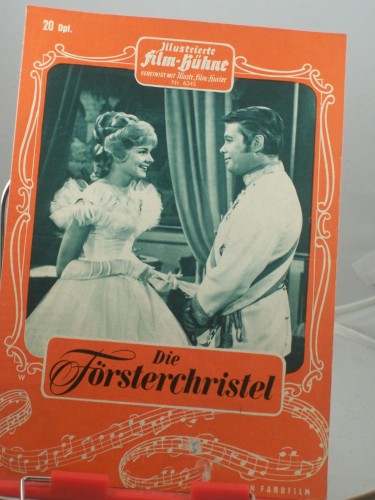 20 Dpf.
Illustrierte
Film-Bühne
VEREINIGT MIT Illustr. Film-Kurier
Nr. 6345
Die
Försterchristel
W
N FARBFILM